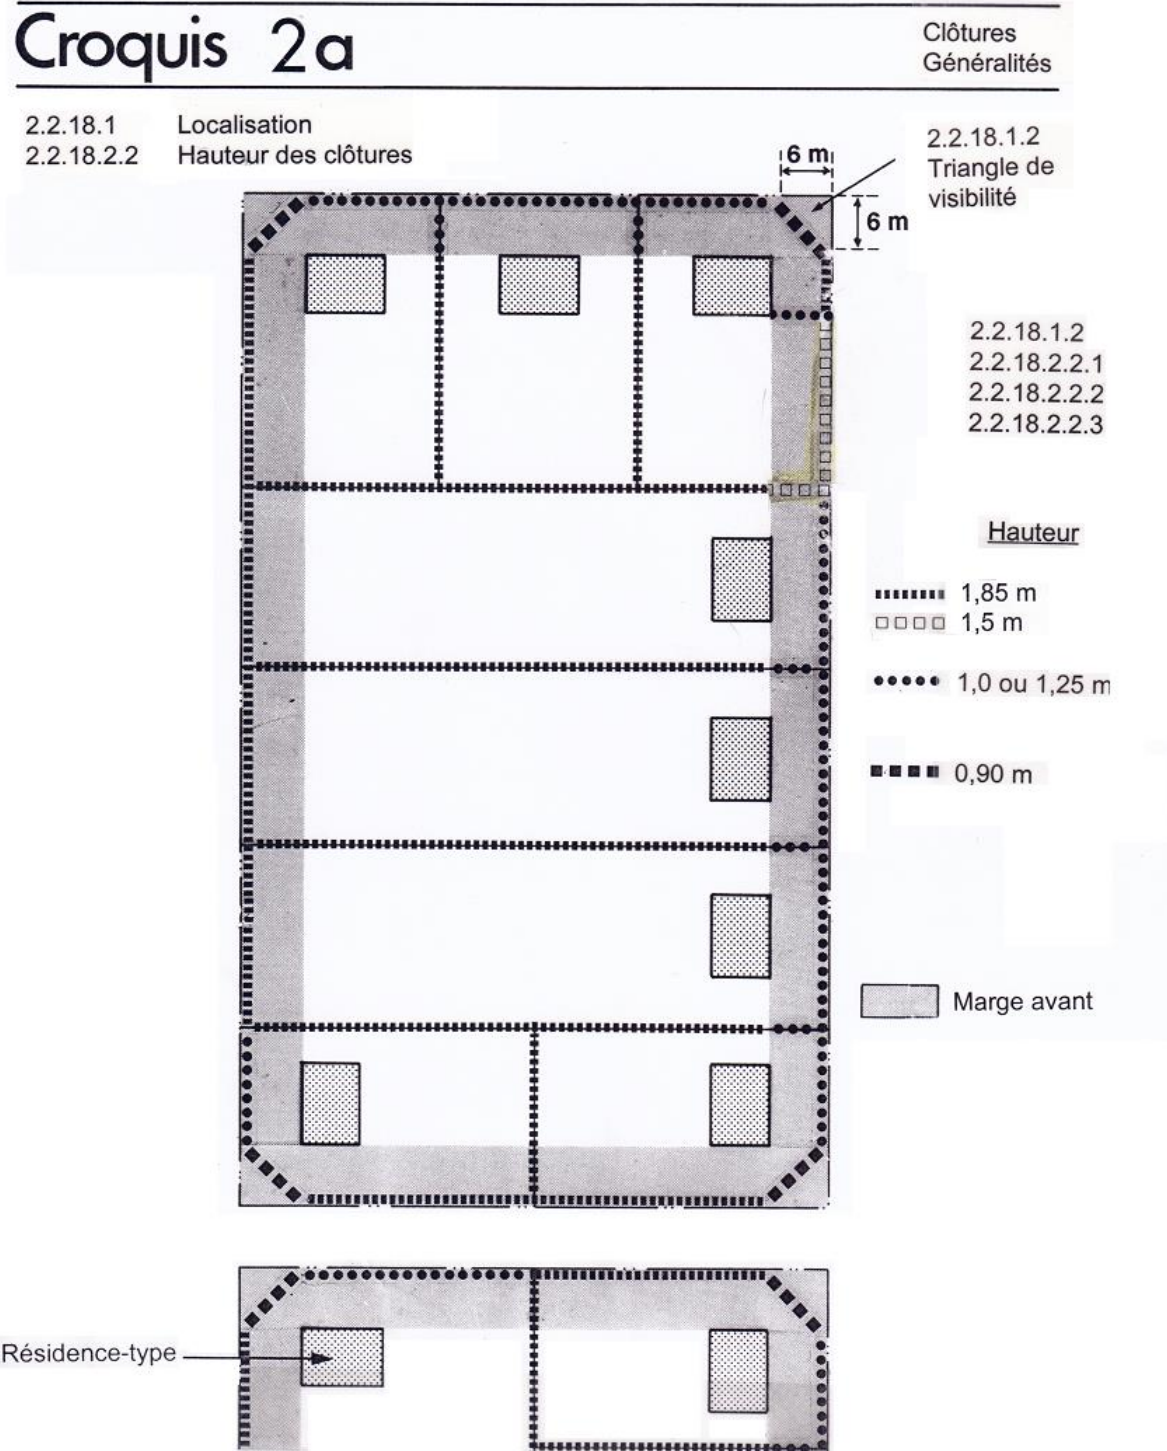 Croquis 2a
Clôtures
Généralités
2.2.18.1 Localisation
2.2.18.2.2 Hauteur des clôtures
6 m
2.2.18.1.2
Triangle de
visibilité
6 m
2.2.18.1.2
2.2.18.2.2.1
2.2.18.2.2.2
2.2.18.2.2.3
Hauteur
1,85 m
1,5 m
1,0 ou 1,25 m
0,90 m
Marge avant
Résidence-type